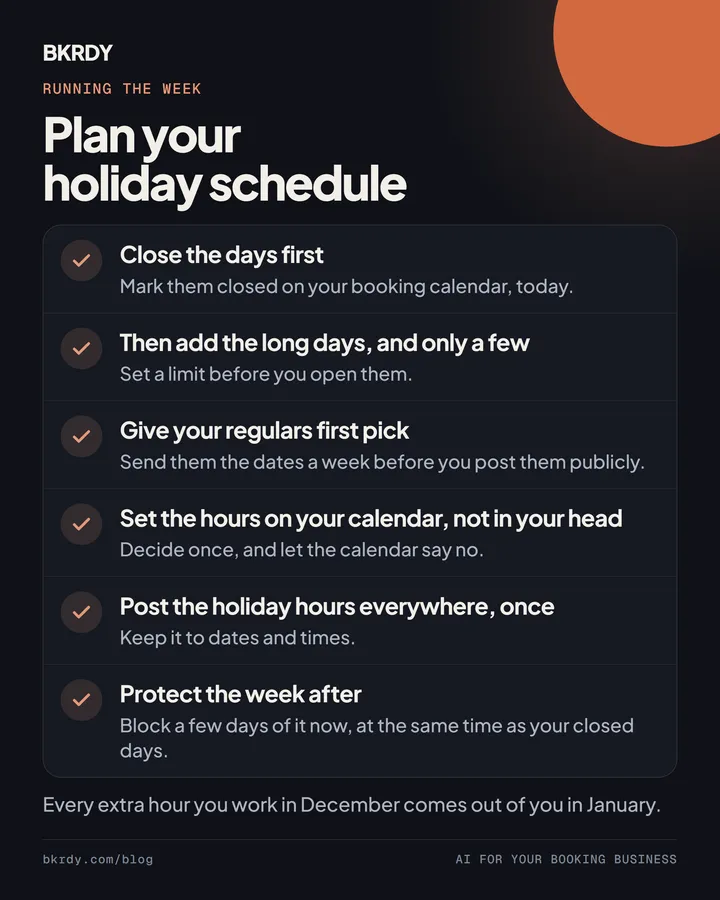 BKRDY
RUNNING THE WEEK
Plan your
holiday schedule
Close the days first
Mark them closed on your booking calendar, today.
Then add the long days, and only a few
Set a limit before you open them.
Give your regulars first pick
Send them the dates a week before you post them publicly.
Set the hours on your calendar, not in your head
Decide once, and let the calendar say no.
Post the holiday hours everywhere, once
Keep it to dates and times.
Protect the week after
Block a few days of it now, at the same time as your closed
days.
Every extra hour you work in December comes out of you in January.
bkrdy.com/blog
AI FOR YOUR BOOKING BUSINESS